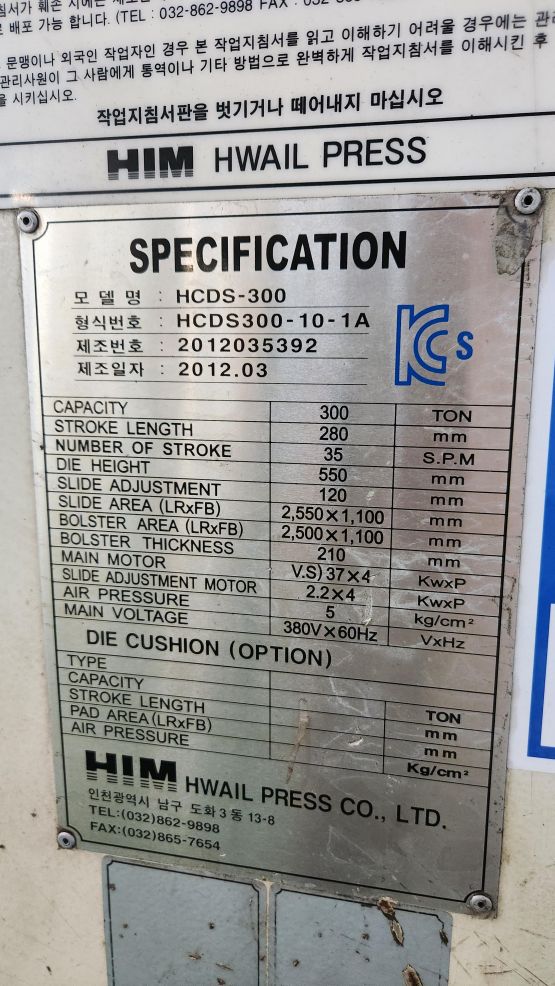 배포 가능 합니다. (TEL : 032-862-9898 FAX : 032-
문맹이나 외국인 작업자인 경우 본 작업지침서를 읽고 이해하기 어려울 경우에는 관
관리사원이 그 사람에게 통역이나 기타 방법으로 완벽하게 작업지침서를 이해시킨 후
을 시키십시오.
작업지침서판을 벗기거나 떼어내지 마십시오
HIM HWAIL PRESS
SPECIFICATION
모 델 명 : HCDS-300
형식번호 : HCDS300-10-1A
제조번호 : 2012035392
제조일자 : 2012.03
KCs
CAPACITY 300 TON
STROKE LENGTH 280 mm
NUMBER OF STROKE 35 S.P.M
DIE HEIGHT 550 mm
SLIDE ADJUSTMENT 120 mm
SLIDE AREA (LRxFB) 2,550×1,100 mm
BOLSTER AREA (LRxFB) 2,500×1,100 mm
BOLSTER THICKNESS 210 mm
MAIN MOTOR V.S) 37×4 KwxP
SLIDE ADJUSTMENT MOTOR 2.2×4 KwxP
AIR PRESSURE 5 kg/cm²
MAIN VOLTAGE 380V×60Hz VxHz
DIE CUSHION (OPTION)
TYPE
CAPACITY TON
STROKE LENGTH mm
PAD AREA (LRxFB) mm
AIR PRESSURE Kg/cm²
HIM HWAIL PRESS CO., LTD.
인천광역시 남구 도화 3 동 13-8
TEL:(032)862-9898
FAX:(032)865-7654